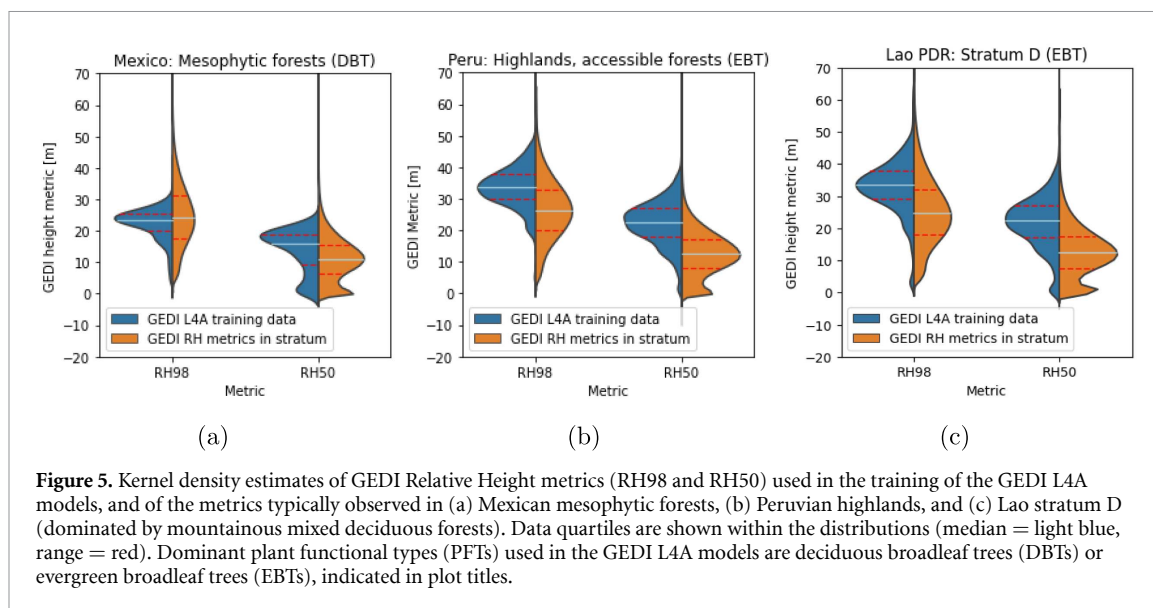 Mexico: Mesophytic forests (DBT)
70
60
50
40
30
20
10
0
−10
−20
GEDI height metric [m]
GEDI L4A training data
GEDI RH metrics in stratum
RH98
RH50
Metric
(a)
Peru: Highlands, accessible forests (EBT)
70
60
50
40
30
20
10
0
−10
−20
GEDI Metric [m]
GEDI L4A training data
GEDI RH metrics in stratum
RH98
RH50
Metric
(b)
Lao PDR: Stratum D (EBT)
70
60
50
40
30
20
10
0
−10
−20
GEDI height metric [m]
GEDI L4A training data
GEDI RH metrics in stratum
RH98
RH50
Metric
(c)
Figure 5. Kernel density estimates of GEDI Relative Height metrics (RH98 and RH50) used in the training of the GEDI L4A
models, and of the metrics typically observed in (a) Mexican mesophytic forests, (b) Peruvian highlands, and (c) Lao stratum D
(dominated by mountainous mixed deciduous forests). Data quartiles are shown within the distributions (median = light blue,
range = red). Dominant plant functional types (PFTs) used in the GEDI L4A models are deciduous broadleaf trees (DBTs) or
evergreen broadleaf trees (EBTs), indicated in plot titles.